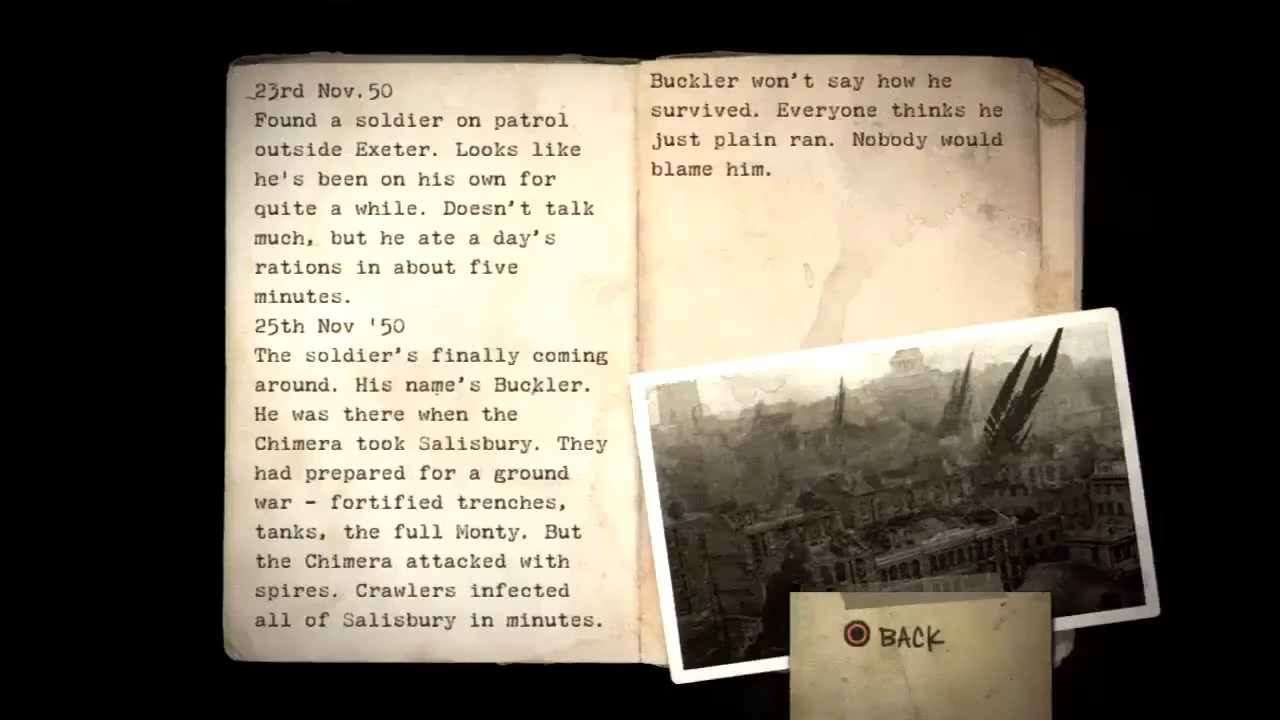 23rd Nov.50
Found a soldier on patrol
outside Exeter. Looks like
he's been on his own for
quite a while. Doesn't talk
much, but he ate a day's
rations in about five
minutes.
25th Nov '50
The soldier's finally coming
around. His name's Buckler.
He was there when the
Chimera took Salisbury. They
had prepared for a ground
war - fortified trenches,
tanks, the full Monty. But
the Chimera attacked with
spires. Crawlers infected
all of Salisbury in minutes.
Buckler won't say how he
survived. Everyone thinks he
just plain ran. Nobody would
blame him.
BACK